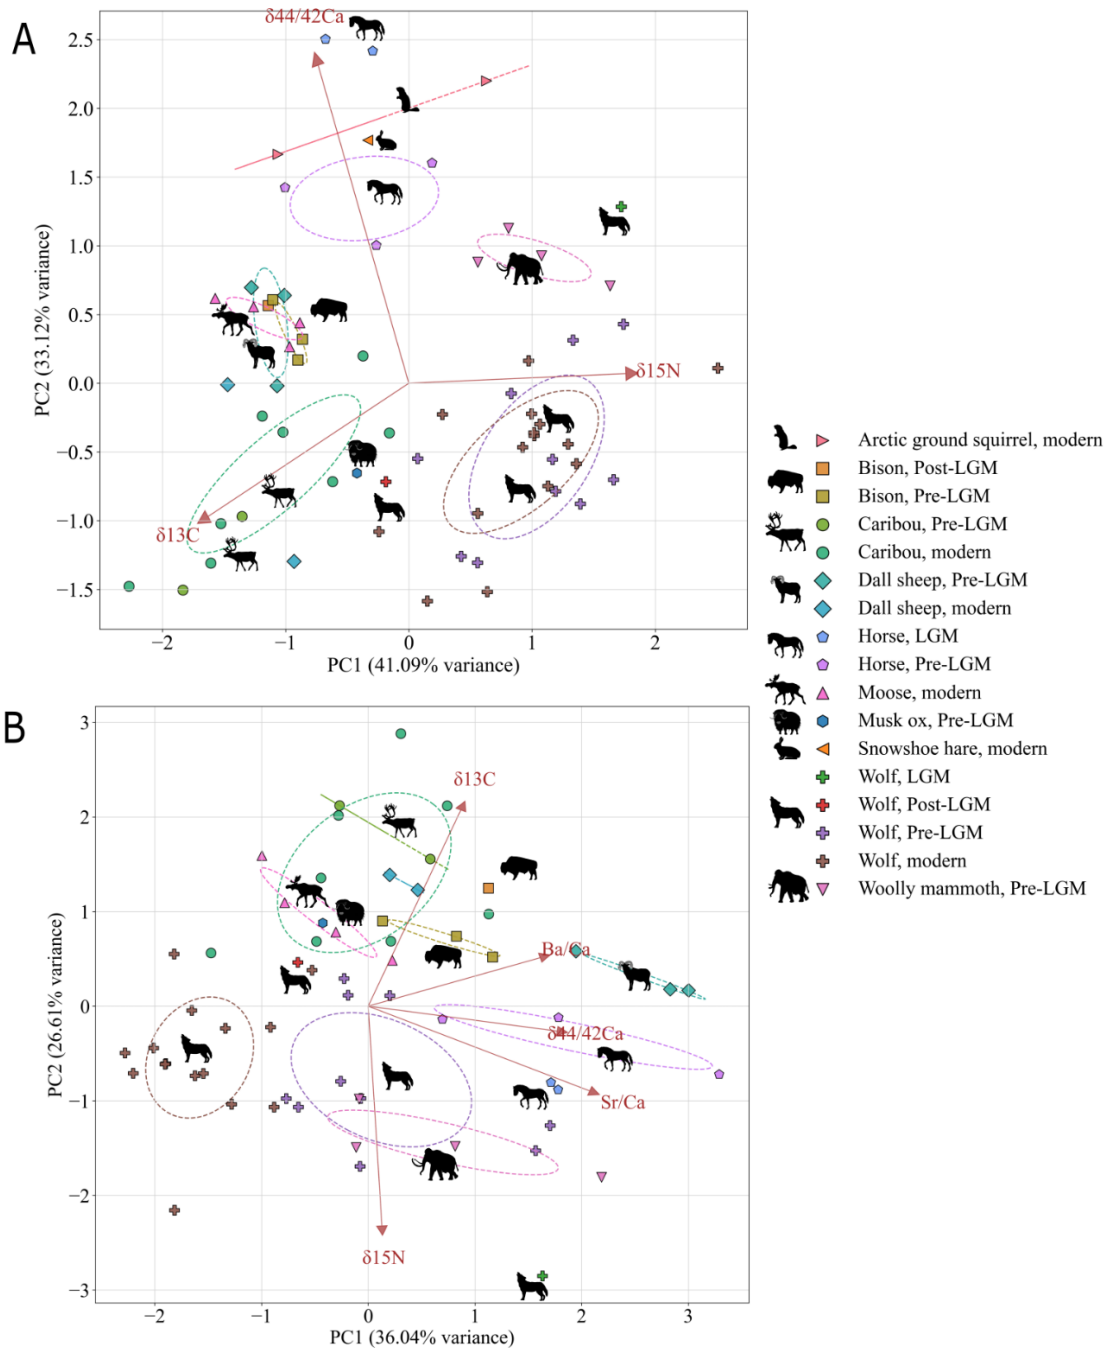 A
δ44/42Ca
2.5
2.0
1.5
1.0
0.5
0.0
−0.5
−1.0
−1.5
PC2 (33.12% variance)
δ15N
δ13C
−2
−1
0
1
2
PC1 (41.09% variance)
Arctic ground squirrel, modern
Bison, Post-LGM
Bison, Pre-LGM
Caribou, Pre-LGM
Caribou, modern
Dall sheep, Pre-LGM
Dall sheep, modern
Horse, LGM
Horse, Pre-LGM
Moose, modern
Musk ox, Pre-LGM
Snowshoe hare, modern
Wolf, LGM
Wolf, Post-LGM
Wolf, Pre-LGM
Wolf, modern
Woolly mammoth, Pre-LGM
B
3
2
1
0
−1
−2
−3
PC2 (26.61% variance)
δ13C
Ba/Ca
δ44/42Ca
Sr/Ca
δ15N
−2
−1
0
1
2
3
PC1 (36.04% variance)